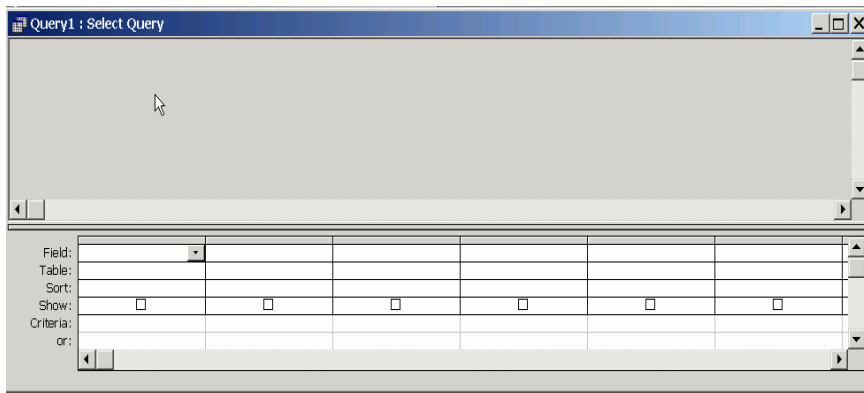 Query1 : Select Query
Field:
Table:
Sort:
Show:
Criteria:
or: